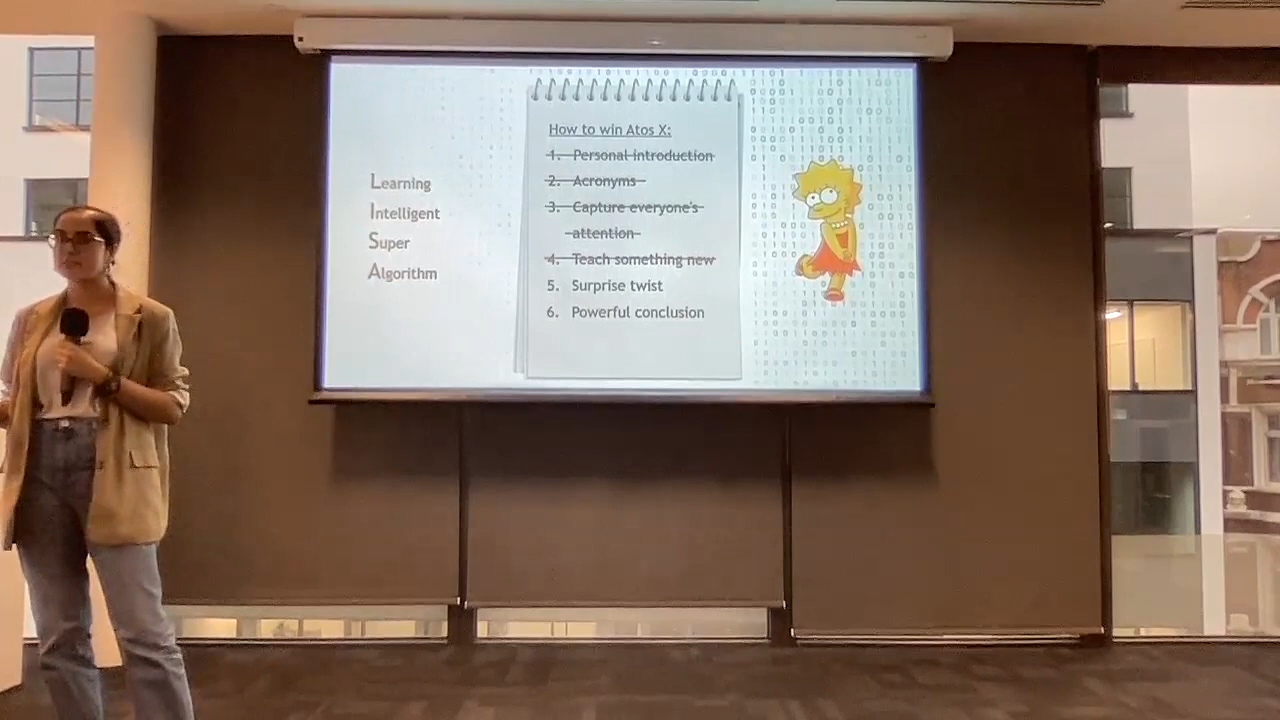 Learning
Intelligent
Super
Algorithm
How to win Atos X:
1. Personal introduction
2. Acronyms
3. Capture everyone's
attention
4. Teach something new
5. Surprise twist
6. Powerful conclusion